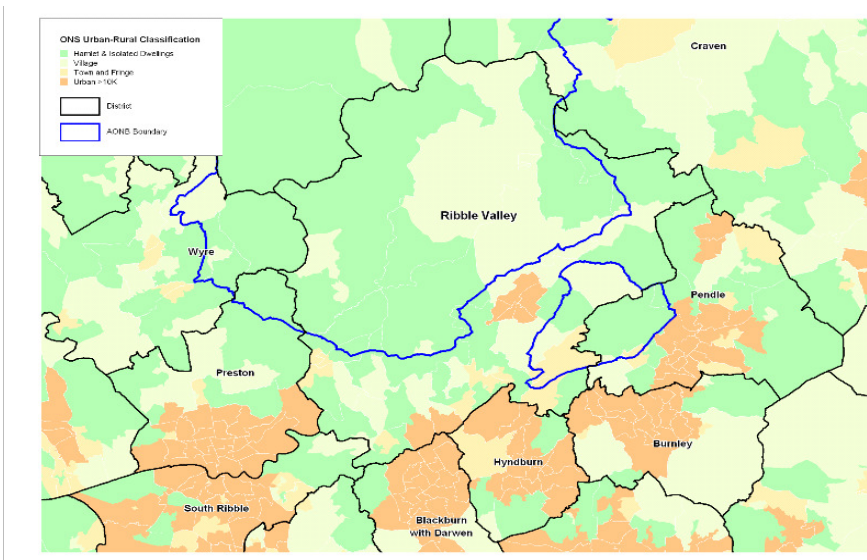 ONS Urban-Rural Classification
Hamlet & Isolated Dwellings
Village
Town and Fringe
Urban >10K
District
AONB Boundary
Craven
Ribble Valley
Wyre
Pendle
Preston
Burnley
Hyndburn
South Ribble
Blackburn
with Darwen